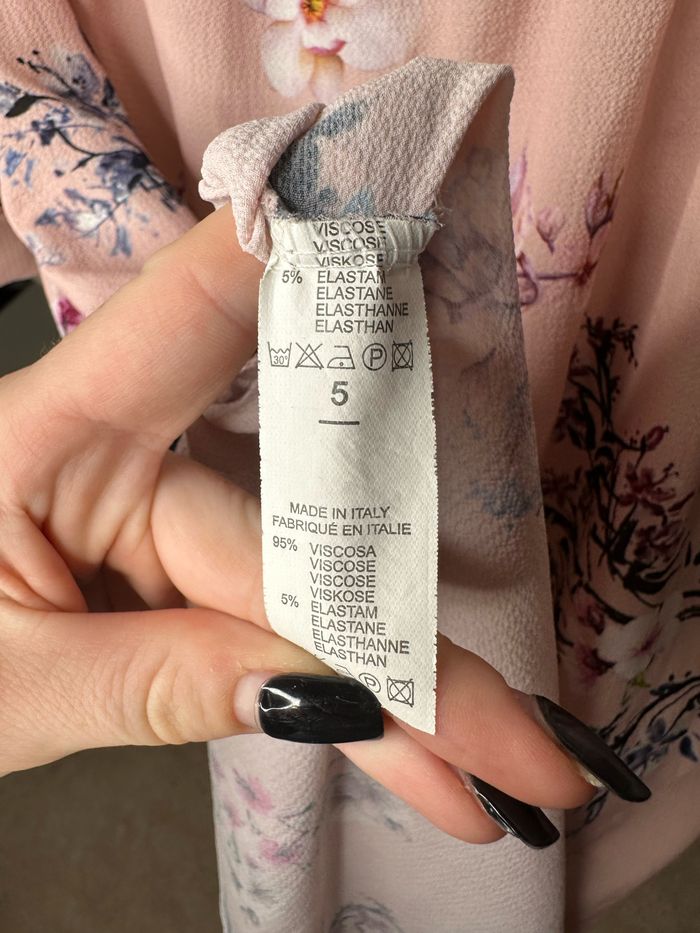 VISCOSE
VISCOSE
VISKOSE
5% ELASTAM
ELASTANE
ELASTHANNE
ELASTHAN
30°
P
5
MADE IN ITALY
FABRIQUÉ EN ITALIE
95% VISCOSA
VISCOSE
VISCOSE
VISKOSE
5% ELASTAM
ELASTANE
ELASTHANNE
ELASTHAN
P